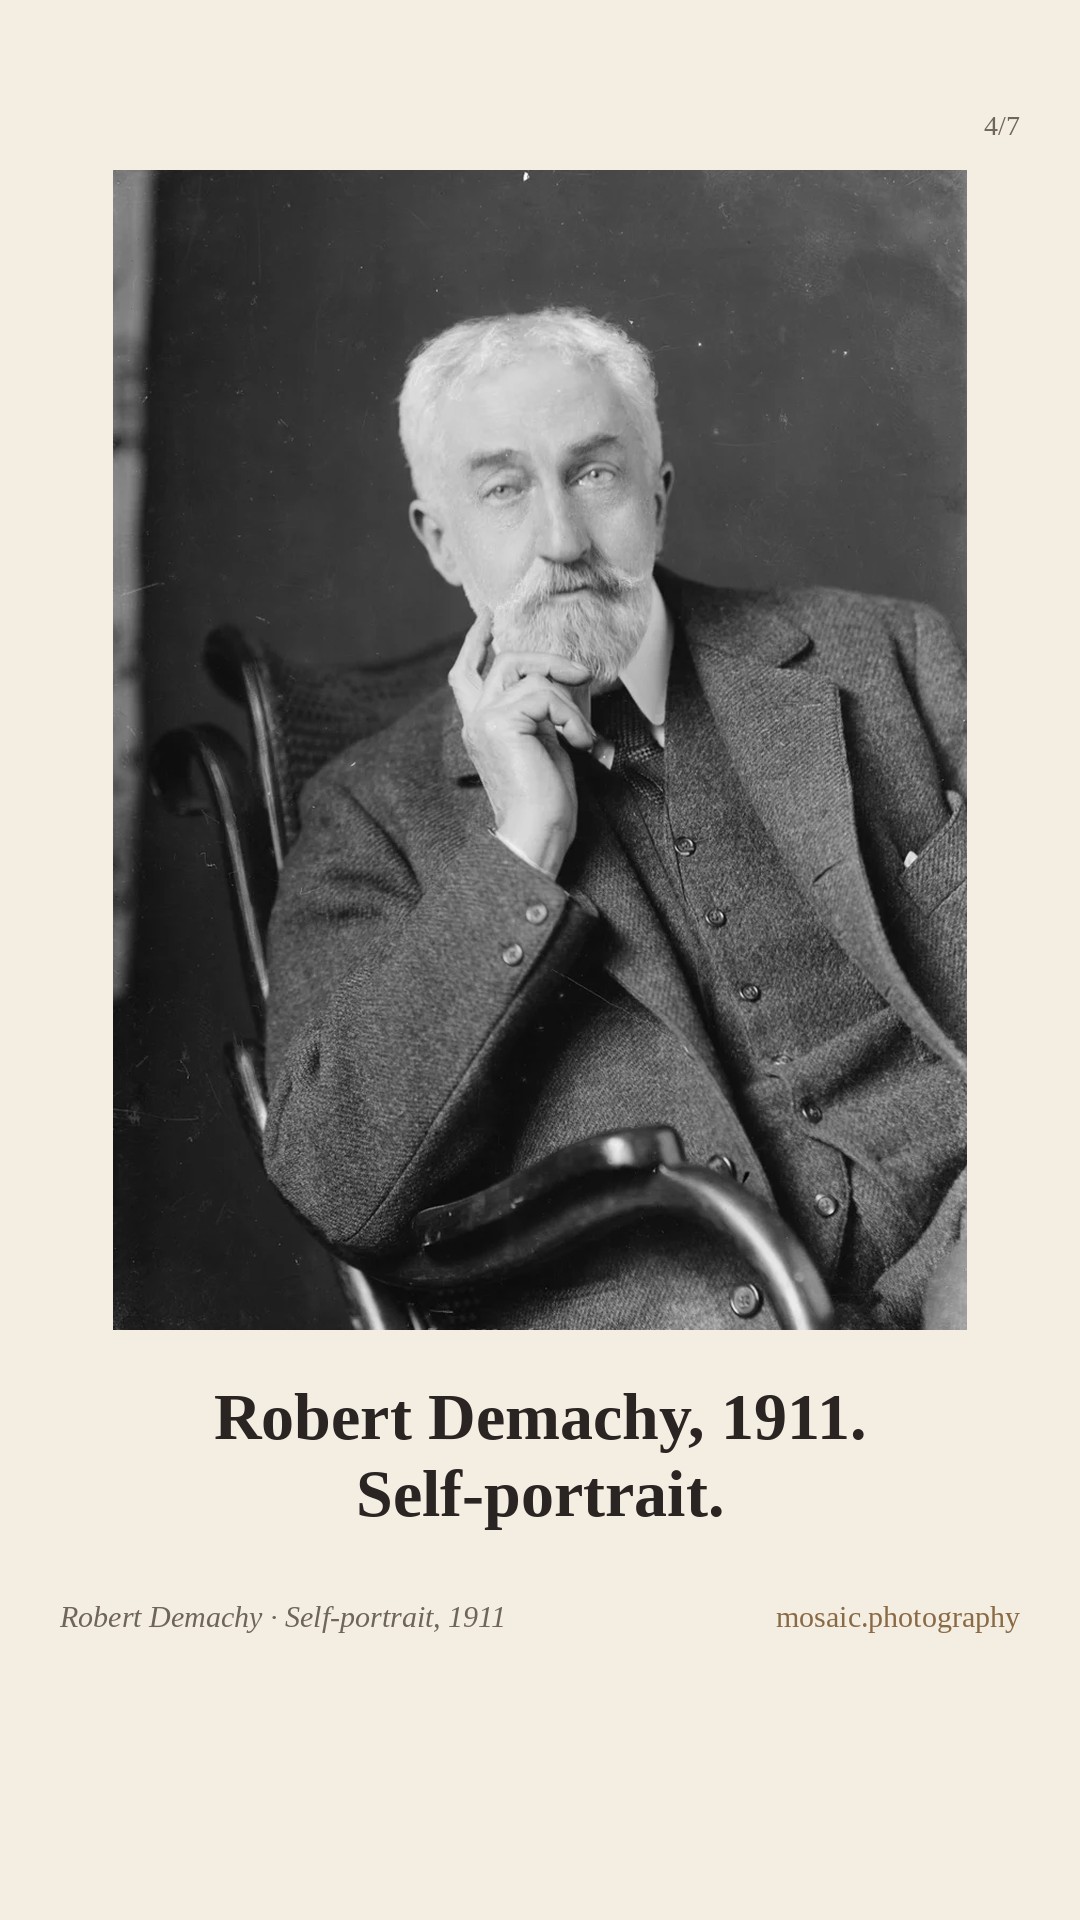 4/7
Robert Demachy, 1911.
Self-portrait.
Robert Demachy · Self-portrait, 1911
mosaic.photography